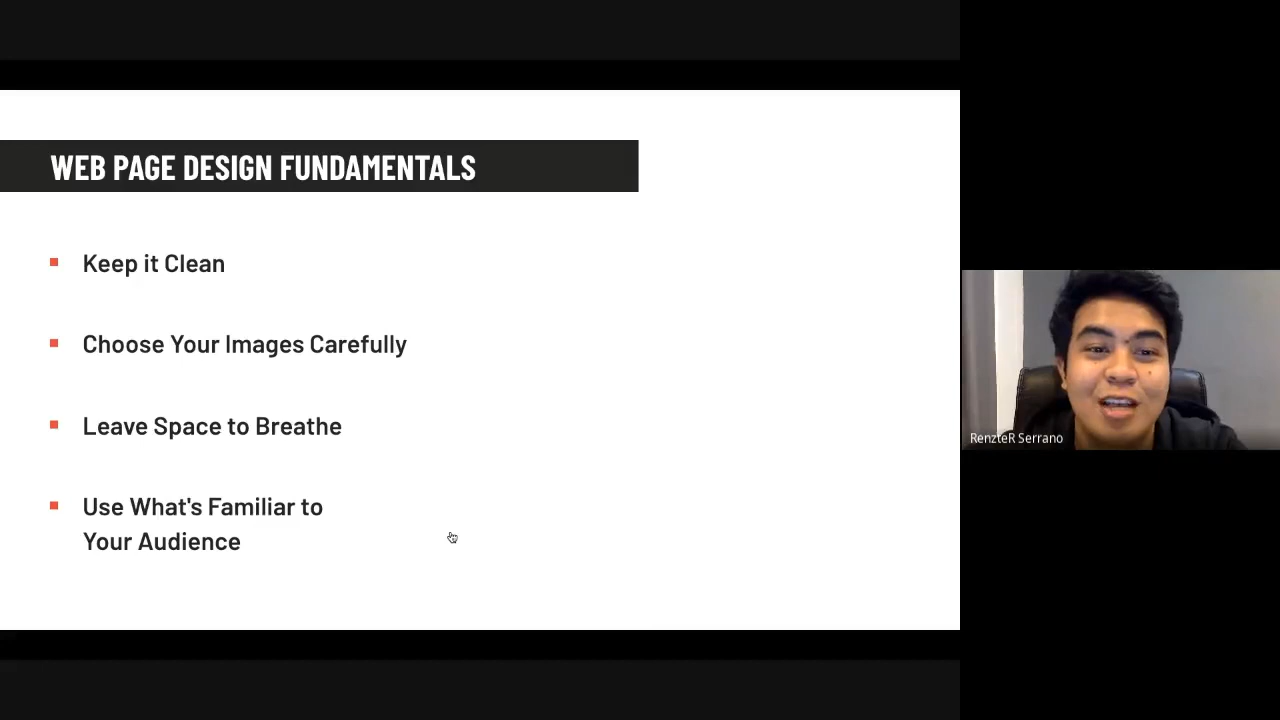 WEB PAGE DESIGN FUNDAMENTALS
Keep it Clean
Choose Your Images Carefully
Leave Space to Breathe
Use What's Familiar to
Your Audience
RenzteR Serrano